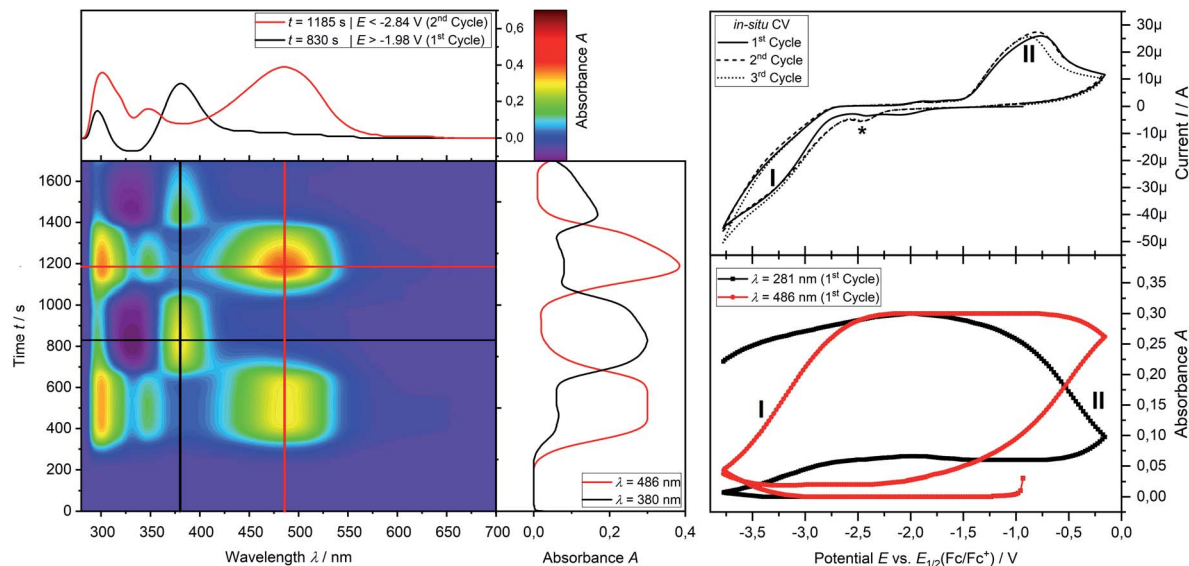 t = 1185 s | E < -2.84 V (2nd Cycle)
t = 830 s | E > -1.98 V (1st Cycle)
0,6
0,4
0,2
0,0
Absorbance A
1600
1400
1200
1000
800
600
400
200
0
Time t / s
300 350 400 450 500 550 600 650 700
Wavelength λ / nm
λ = 486 nm
λ = 380 nm
0,0 0,2 0,4
Absorbance A
in-situ CV
1st Cycle
2nd Cycle
3rd Cycle
I
II
*
30µ
20µ
10µ
0
-10µ
-20µ
-30µ
-40µ
-50µ
Current I / A
λ = 281 nm (1st Cycle)
λ = 486 nm (1st Cycle)
I
II
0,35
0,30
0,25
0,20
0,15
0,10
0,05
0,00
Absorbance A
-3,5 -3,0 -2,5 -2,0 -1,5 -1,0 -0,5 0,0
Potential E vs. E1/2(Fc/Fc+) / V